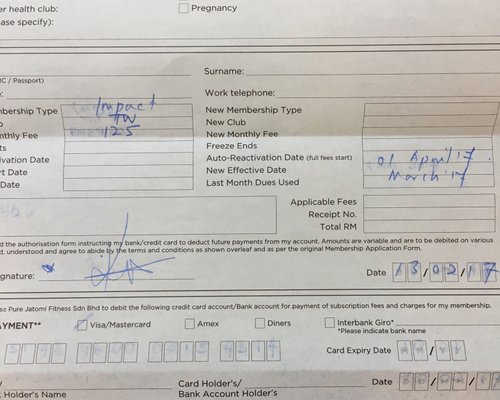 er health club: Pregnancy
ase specify):
Surname:
IC / Passport)
Work telephone:
mbership Type Impact New Membership Type
TW New Club
nthly Fee 125 New Monthly Fee
ts Freeze Ends
ivation Date Auto-Reactivation Date (full fees start) 01 April '17
rt Date New Effective Date March '17
Date Last Month Dues Used
Applicable Fees
Receipt No.
Total RM
d the authorisation form instructing my bank/credit card to deduct future payments from my account. Amounts are variable and are to be debited on various
d, understood and agree to abide by the terms and conditions as shown overleaf and as per the original Membership Application Form.
gnature: Date 13/02/17
so Pure Jatomi Fitness Sdn Bhd to debit the following credit card account/Bank account for payment of subscription fees and charges for my membership.
AYMENT** Visa/Mastercard Amex Diners Interbank Giro*
*Please indicate bank name
Card Expiry Date
Card Holder's/ Date
t Holder's Name Bank Account Holder's